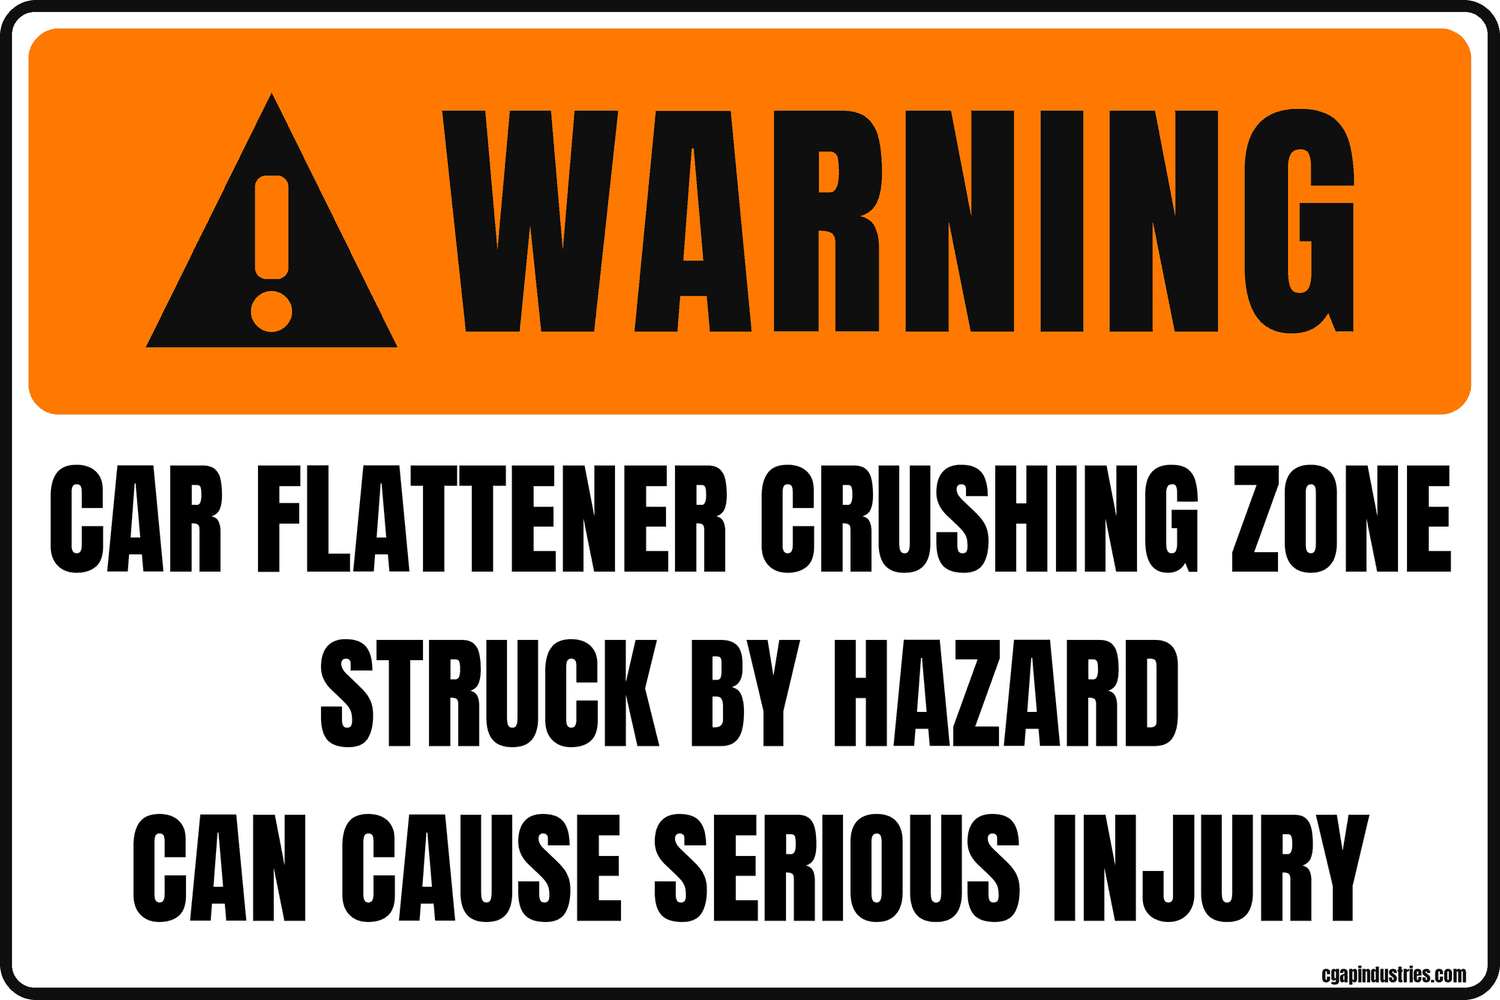 WARNING
CAR FLATTENER CRUSHING ZONE
STRUCK BY HAZARD
CAN CAUSE SERIOUS INJURY
cgapindustries.com